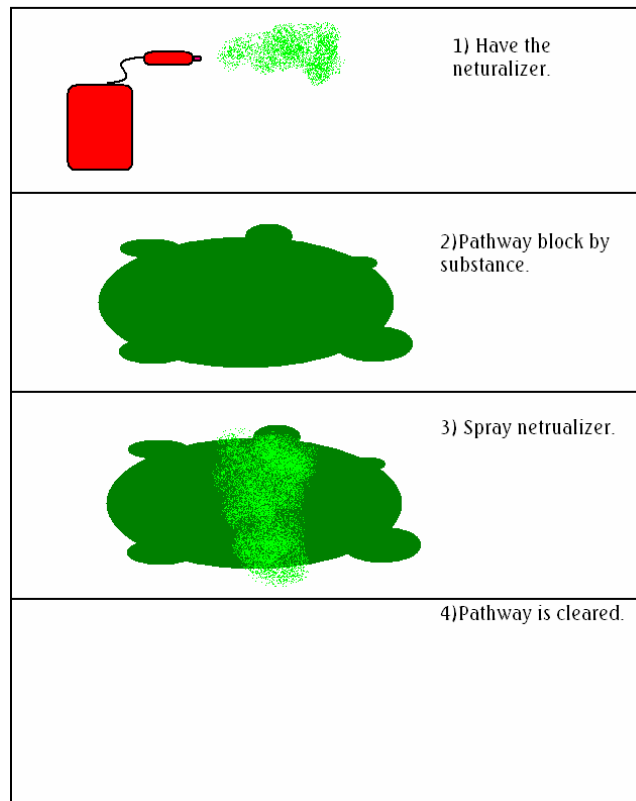 1) Have the
neturalizer.
2)Pathway block by
substance.
3) Spray netrualizer.
4)Pathway is cleared.